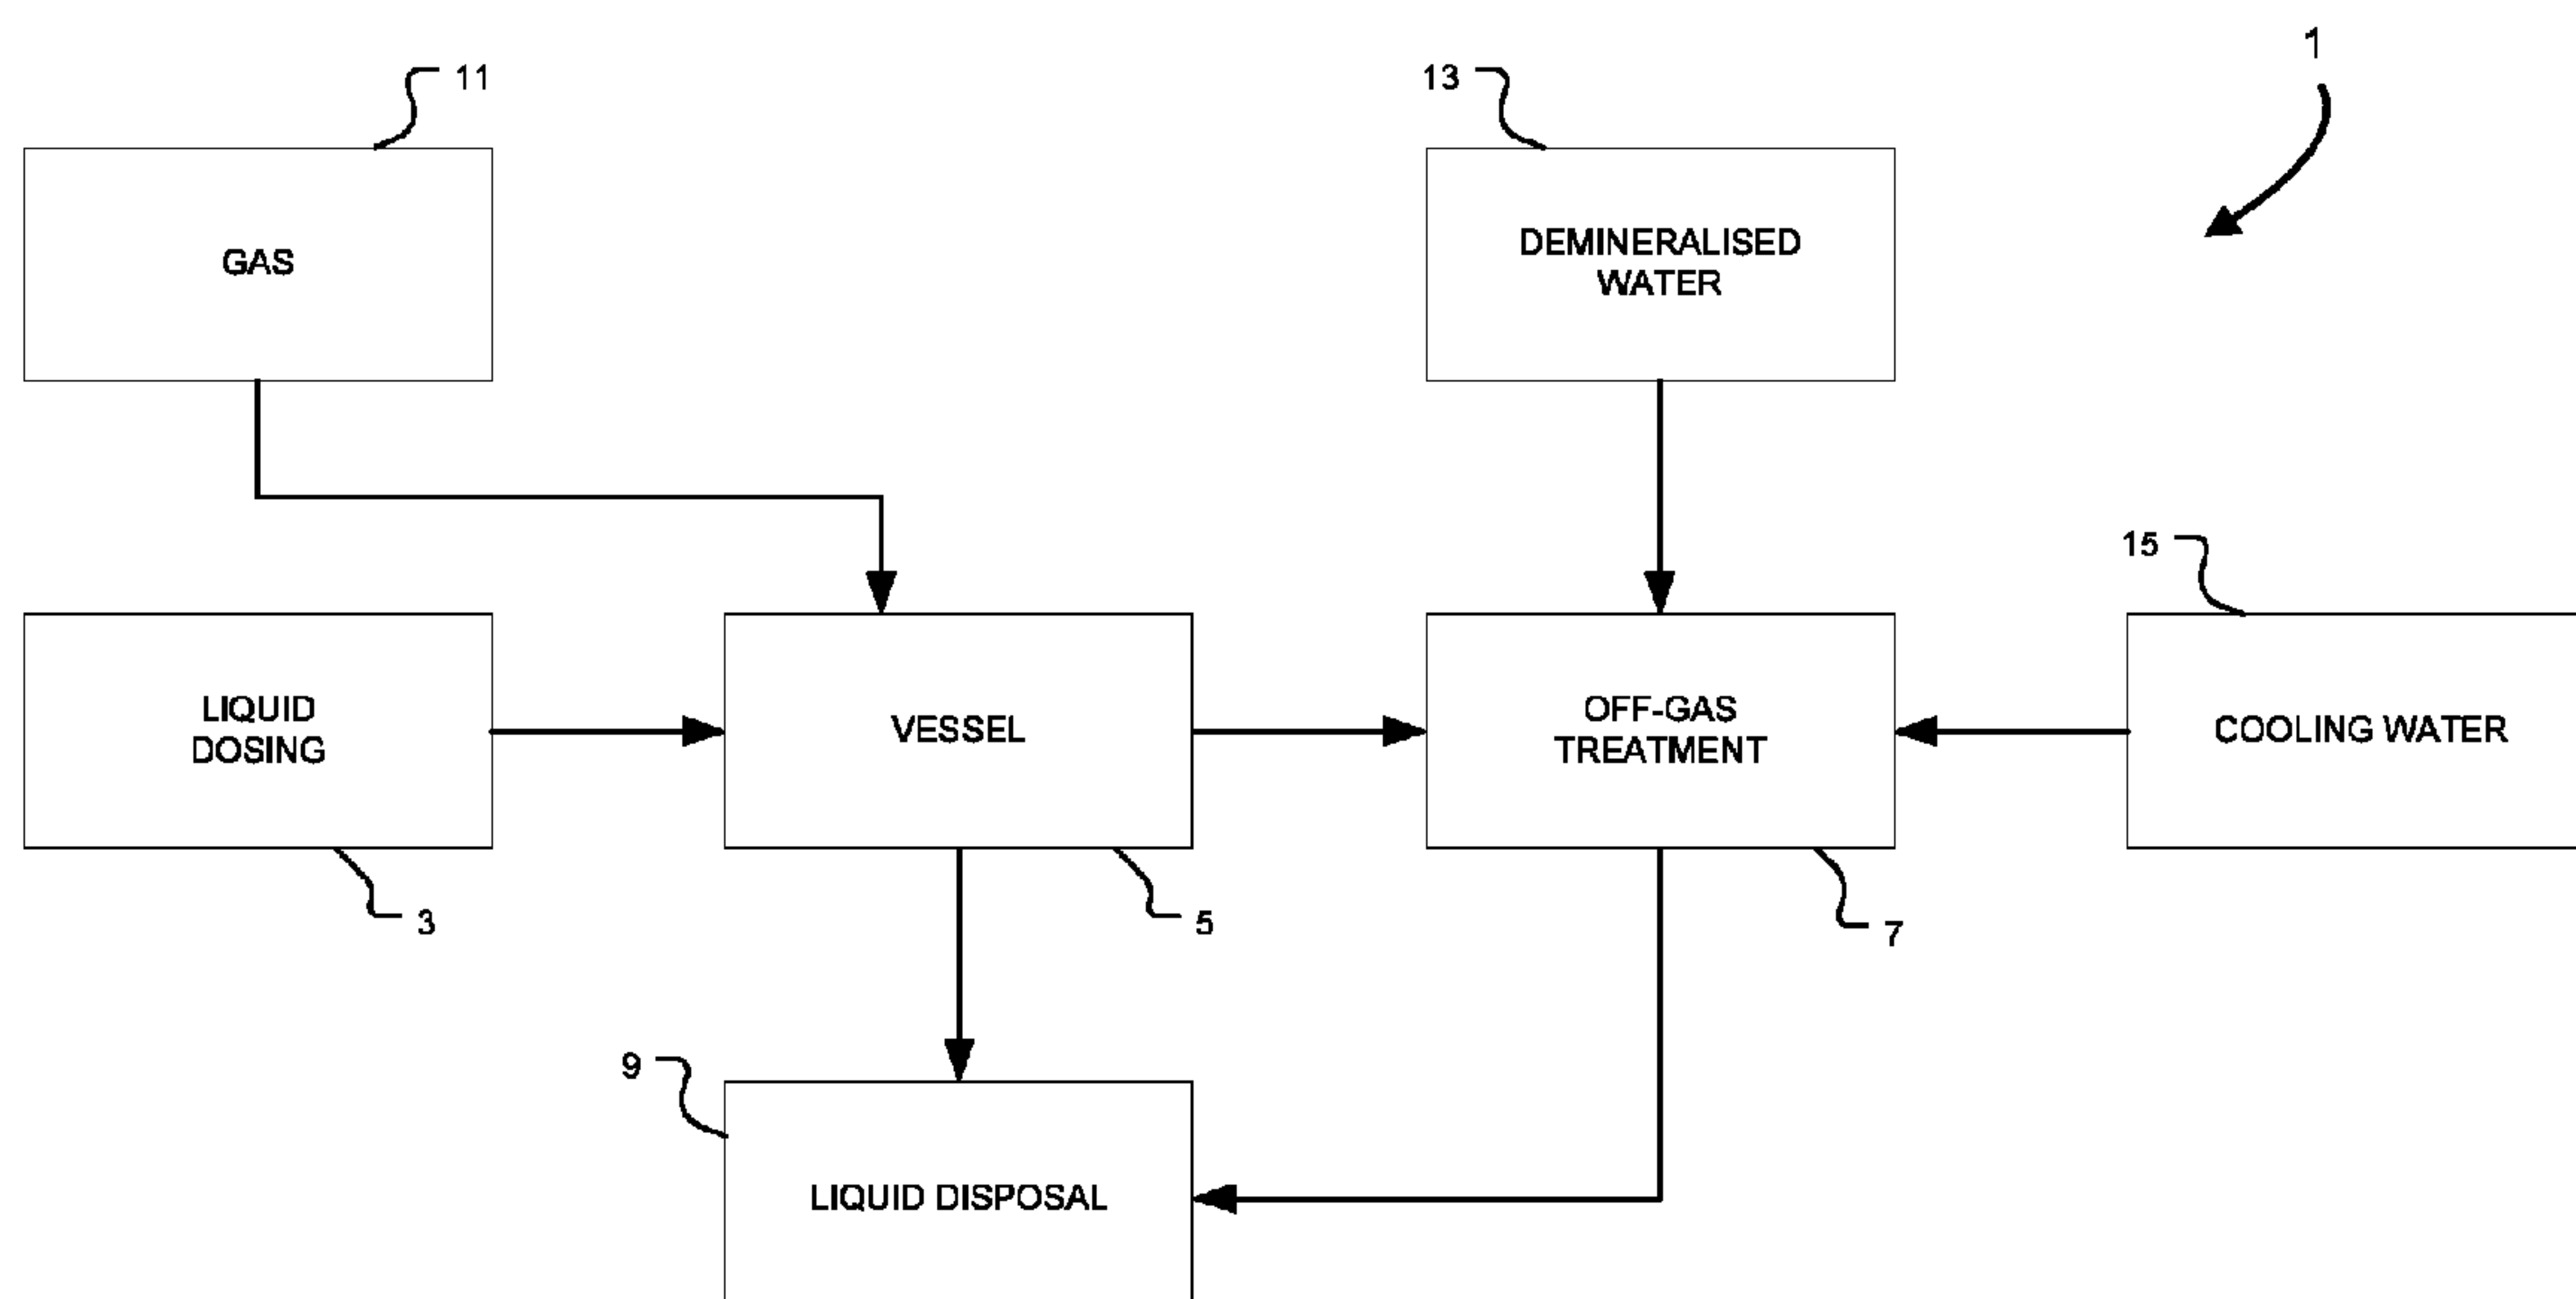 1
11
13
GAS
DEMINERALISED
WATER
15
LIQUID
DOSING
VESSEL
OFF-GAS
TREATMENT
COOLING WATER
3
5
7
9
LIQUID DISPOSAL